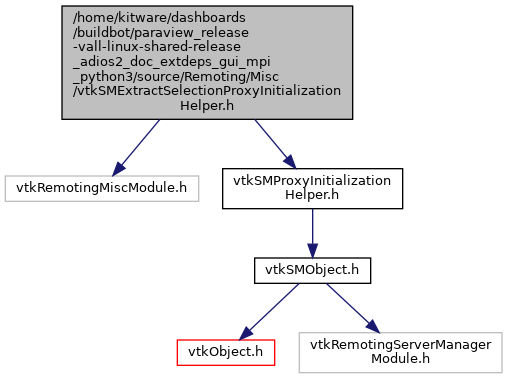 /home/kitware/dashboards
/buildbot/paraview_release
-vall-linux-shared-release
_adios2_doc_extdeps_gui_mpi
_python3/source/Remoting/Misc
/vtkSMExtractSelectionProxyInitialization
Helper.h
vtkRemotingMiscModule.h
vtkSMProxyInitialization
Helper.h
vtkSMObject.h
vtkObject.h
vtkRemotingServerManager
Module.h